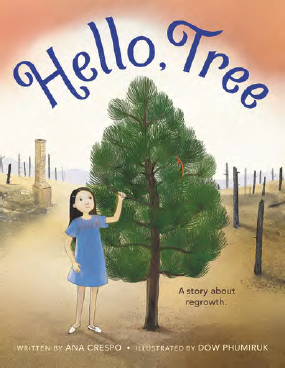 Hello, Tree
A story about
regrowth.
WRITTEN BY ANA CRESPO • ILLUSTRATED BY DOW PHUMIRUK